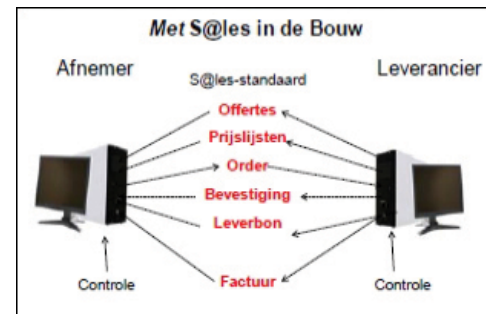 Met S@les in de Bouw
Afnemer
S@les-standaard
Leverancier
Offertes
Prijslijsten
Order
Bevestiging
Leverbon
Factuur
Controle
Controle